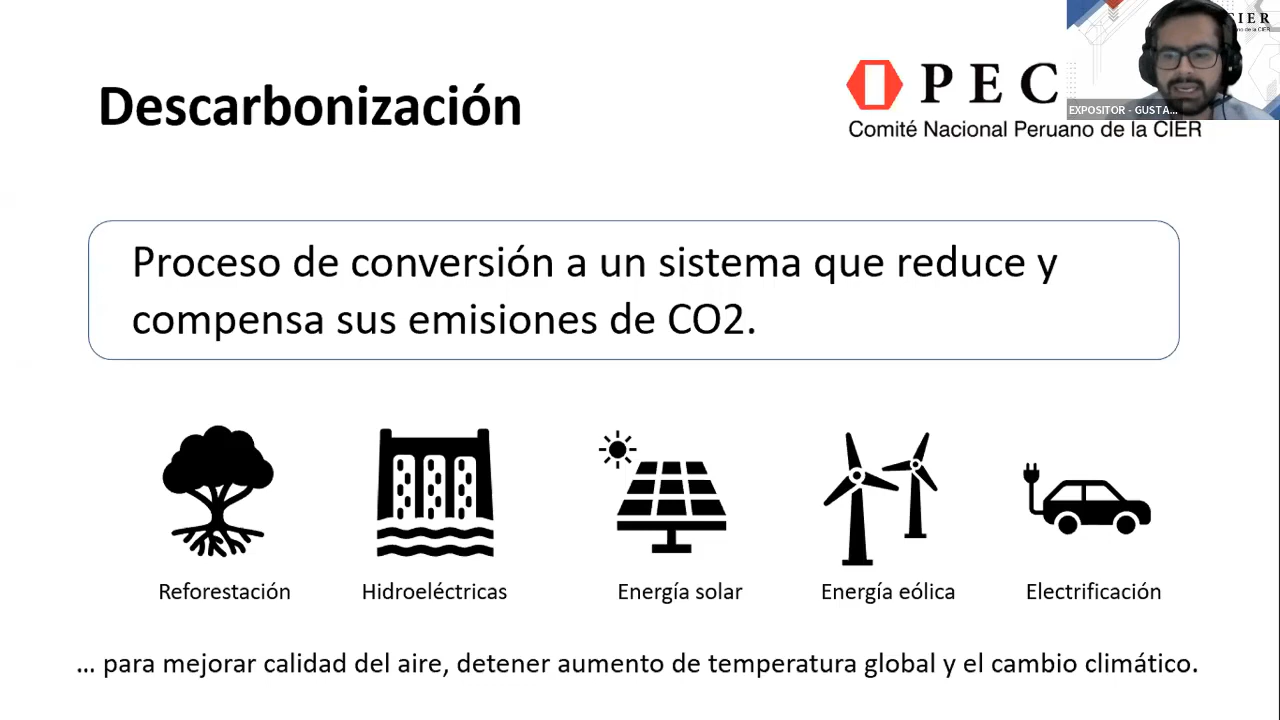 Descarbonización
PEC
Comité Nacional Peruano de la CIER
CIER
EXPOSITOR - GUSTA...
Proceso de conversión a un sistema que reduce y
compensa sus emisiones de CO2.
Reforestación
Hidroeléctricas
Energía solar
Energía eólica
Electrificación
... para mejorar calidad del aire, detener aumento de temperatura global y el cambio climático.